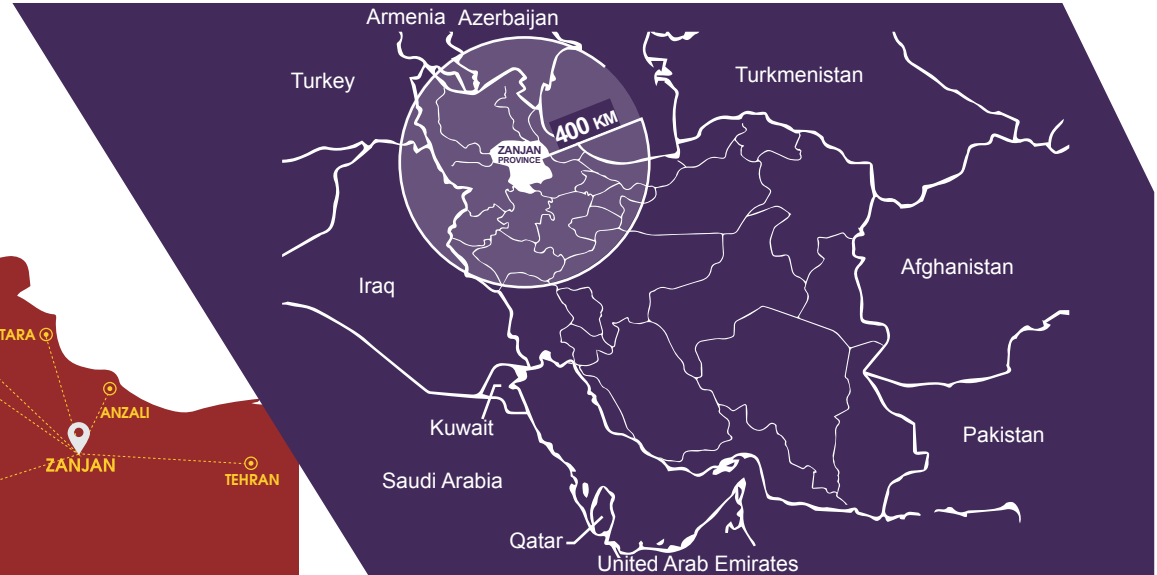 Armenia
Azerbaijan
Turkey
Turkmenistan
400 KM
ZANJAN
PROVINCE
Iraq
Afghanistan
TARA
ANZALI
Kuwait
Pakistan
ZANJAN
TEHRAN
Saudi Arabia
Qatar
United Arab Emirates